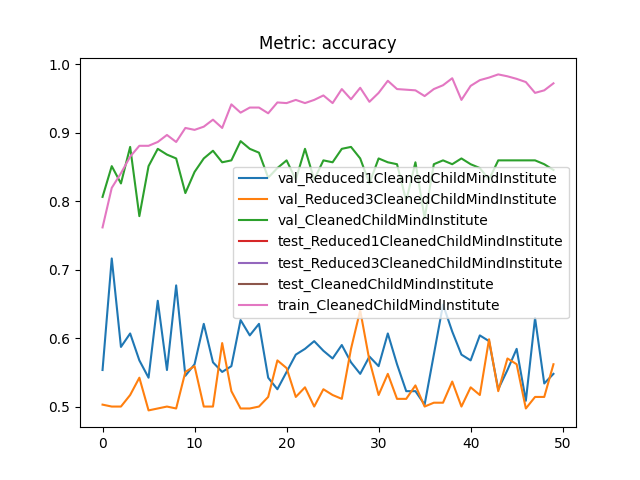 Metric: accuracy
1.0
0.9
0.8
0.7
0.6
0.5
val_Reduced1CleanedChildMindInstitute
val_Reduced3CleanedChildMindInstitute
val_CleanedChildMindInstitute
test_Reduced1CleanedChildMindInstitute
test_Reduced3CleanedChildMindInstitute
test_CleanedChildMindInstitute
train_CleanedChildMindInstitute
0 10 20 30 40 50